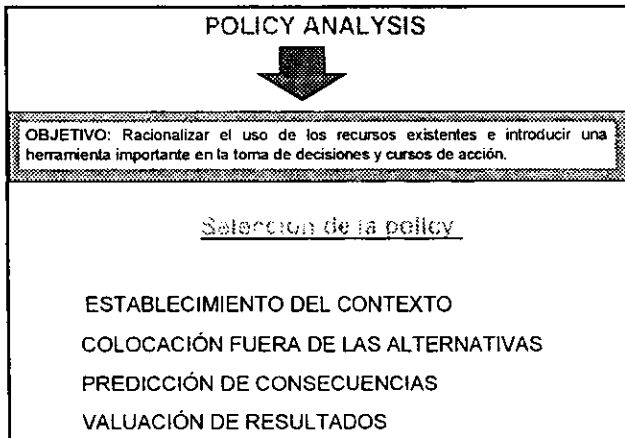 POLICY ANALYSIS
OBJETIVO: Racionalizar el uso de los recursos existentes e introducir una
herramienta importante en la toma de decisiones y cursos de acción.
Selección de la policy
ESTABLECIMIENTO DEL CONTEXTO
COLOCACIÓN FUERA DE LAS ALTERNATIVAS
PREDICCIÓN DE CONSECUENCIAS
VALUACIÓN DE RESULTADOS